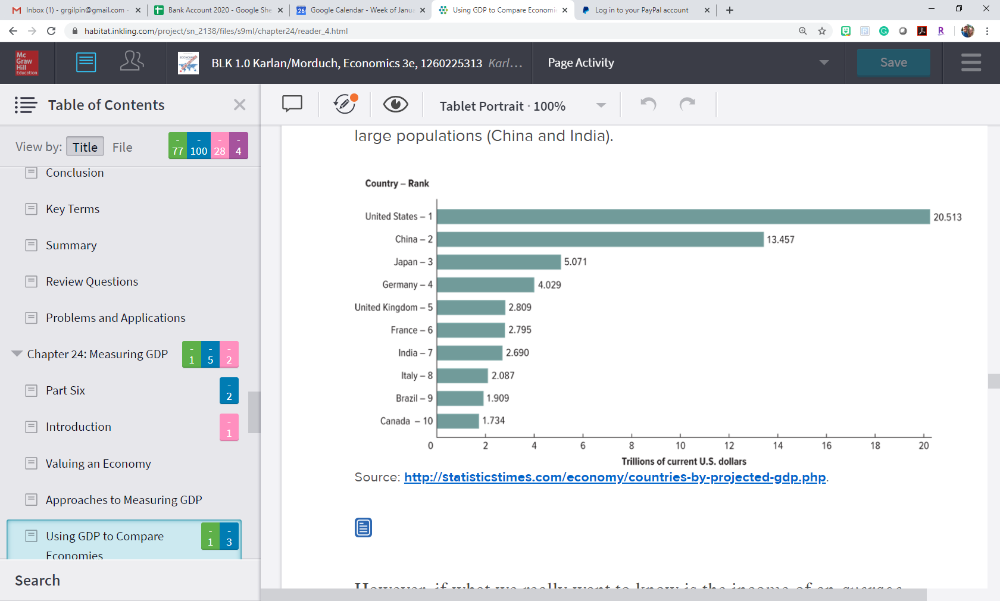 Inbox (1) - grgilpin@gmail.com -
Bank Account 2020 - Google She
26
Google Calendar - Week of Janua
Using GDP to Compare Economi
Log in to your PayPal account
habitat.inkling.com/project/sn_2138/files/s9ml/chapter24/reader_4.html
Mc
Graw
Hill
Education
BLK 1.0 Karlan/Morduch, Economics 3e, 1260225313 Karl...
Page Activity
Save
Table of Contents
Tablet Portrait · 100%
View by: Title File
- 77
- 100
- 28
- 4
Conclusion
Key Terms
Summary
Review Questions
Problems and Applications
Chapter 24: Measuring GDP
- 1
- 5
- 2
Part Six
- 2
Introduction
- 1
Valuing an Economy
Approaches to Measuring GDP
Using GDP to Compare
Economies
- 1
- 3
Search
large populations (China and India).
Country – Rank
United States – 1 20.513
China – 2 13.457
Japan – 3 5.071
Germany – 4 4.029
United Kingdom – 5 2.809
France – 6 2.795
India – 7 2.690
Italy – 8 2.087
Brazil – 9 1.909
Canada – 10 1.734
0 2 4 6 8 10 12 14 16 18 20
Trillions of current U.S. dollars
Source: http://statisticstimes.com/economy/countries-by-projected-gdp.php.
However, if what we really want to know is the income of an average